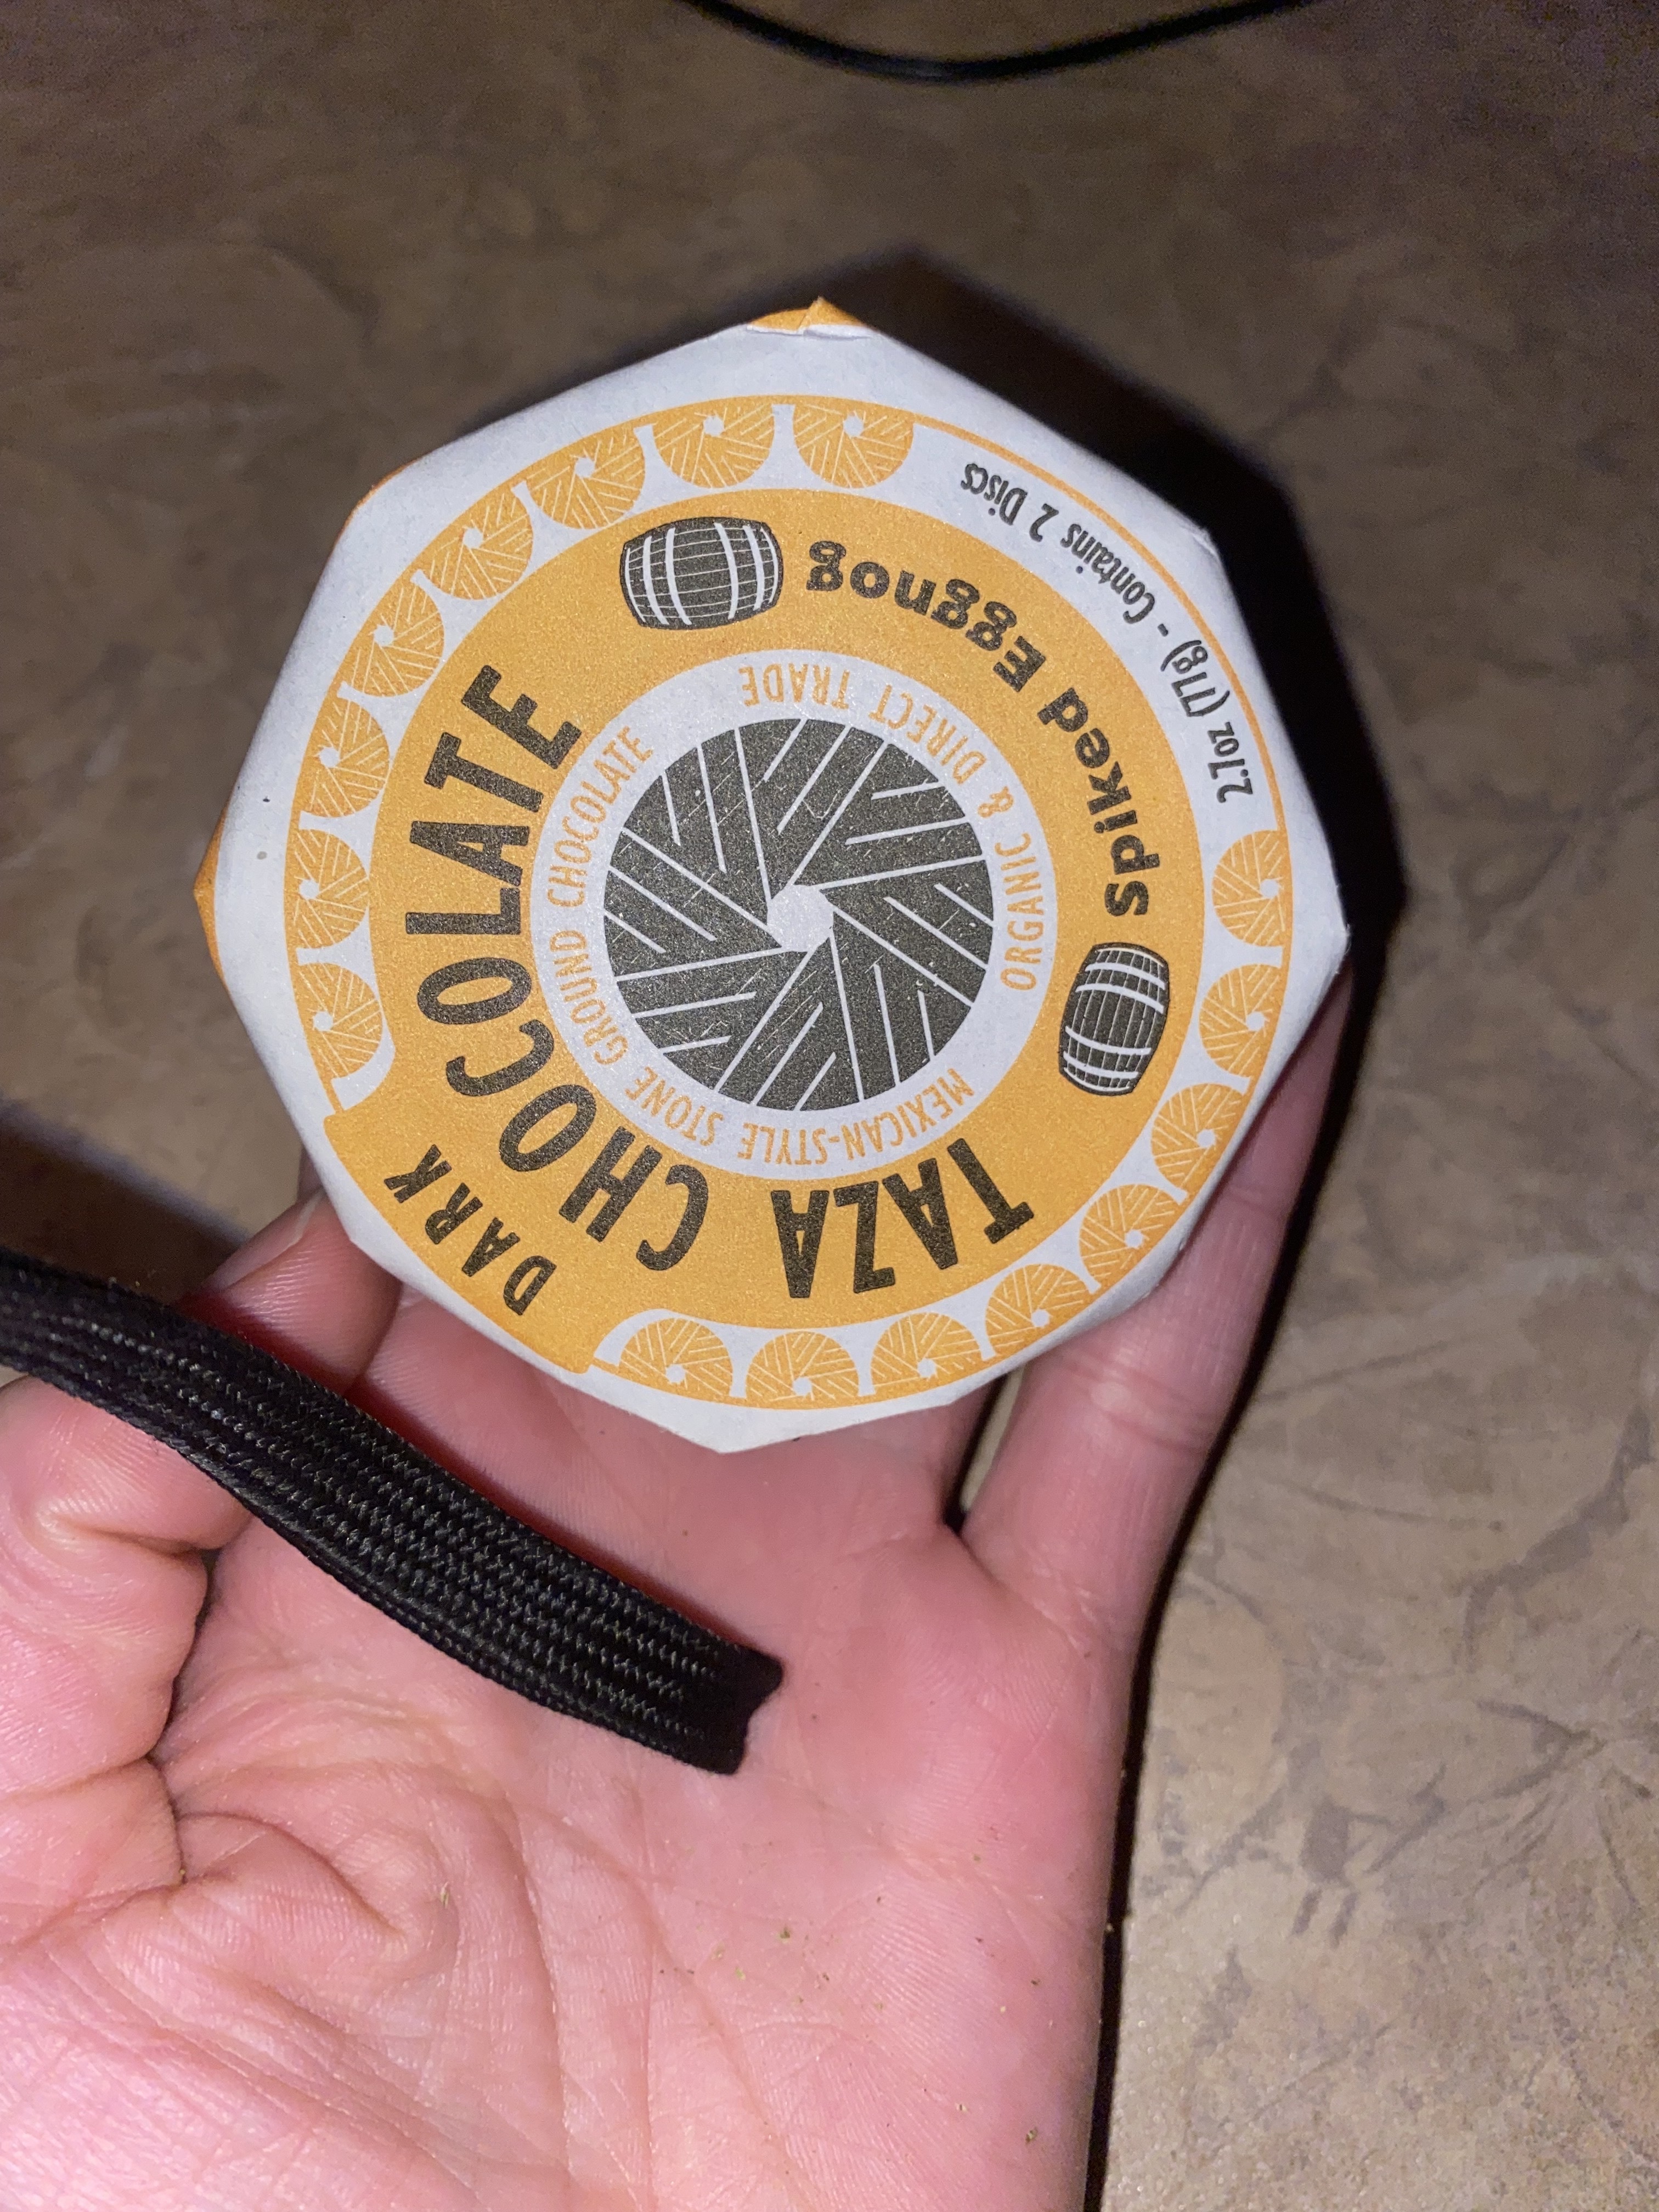 TAZA CHOCOLATE
DARK
MEXICAN-STYLE STONE GROUND CHOCOLATE
ORGANIC & DIRECT TRADE
Spiked Eggnog
2.7oz (77g) - Contains 2 Discs